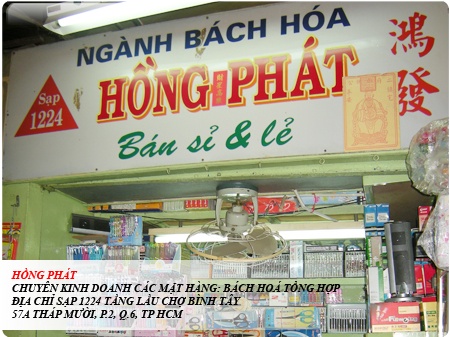 NGÀNH BÁCH HÓA
Sạp
1224
HỒNG PHÁT
鴻
發
Bán sỉ & lẻ
HỒNG PHÁT
CHUYÊN KINH DOANH CÁC MẶT HÀNG: BÁCH HOÁ TỔNG HỢP
ĐỊA CHỈ SẠP 1224 TẦNG LẦU CHỢ BÌNH TÂY
57A THÁP MƯỜI, P.2, Q.6, TP HCM